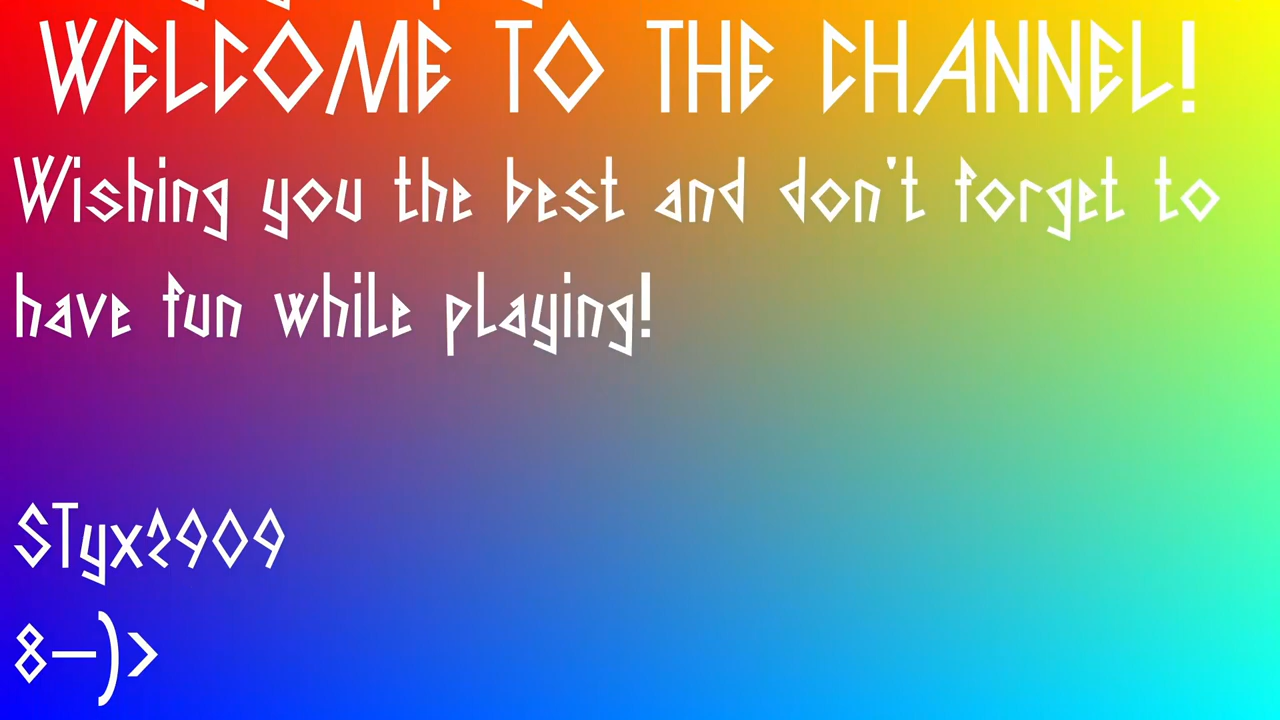 WELCOME TO THE CHANNEL!
Wishing you the best and don't forget to
have fun while playing!
STyx2909
8-)>